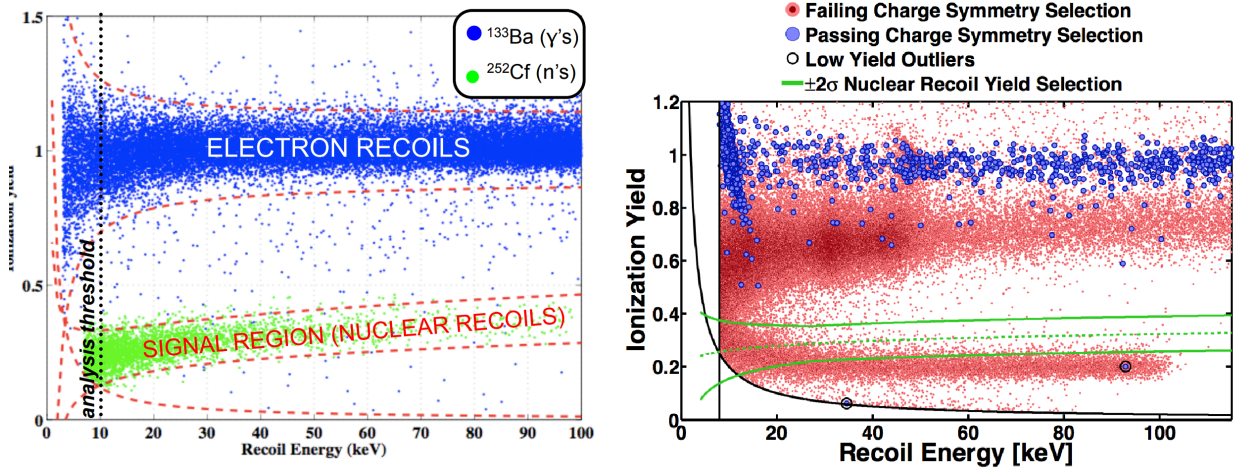 1.5
1
0.5
0
Ionization yield
analysis threshold
¹³³Ba (γ's)
²⁵²Cf (n's)
ELECTRON RECOILS
SIGNAL REGION (NUCLEAR RECOILS)
0 10 20 30 40 50 60 70 80 90 100
Recoil Energy (keV)
Failing Charge Symmetry Selection
Passing Charge Symmetry Selection
Low Yield Outliers
±2σ Nuclear Recoil Yield Selection
1.2
1
0.8
0.6
0.4
0.2
0
Ionization Yield
0 20 40 60 80 100
Recoil Energy [keV]